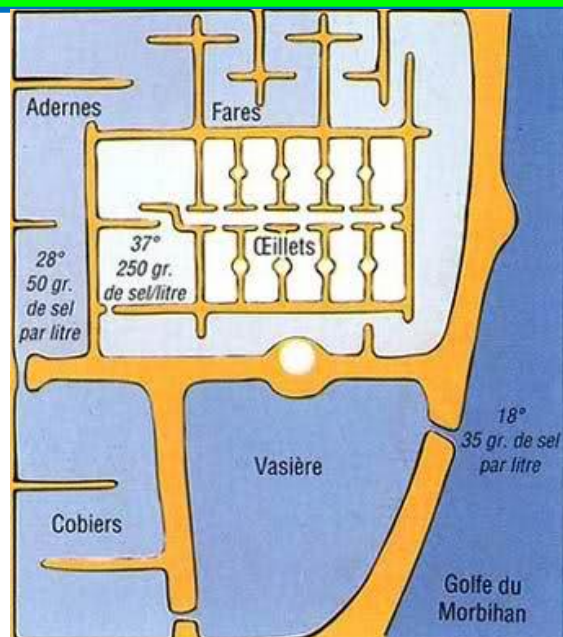 Adernes
Fares
37°
250 gr.
de sel/litre
Œillets
28°
50 gr.
de sel
par litre
18°
35 gr. de sel
par litre
Vasière
Cobiers
Golfe du
Morbihan